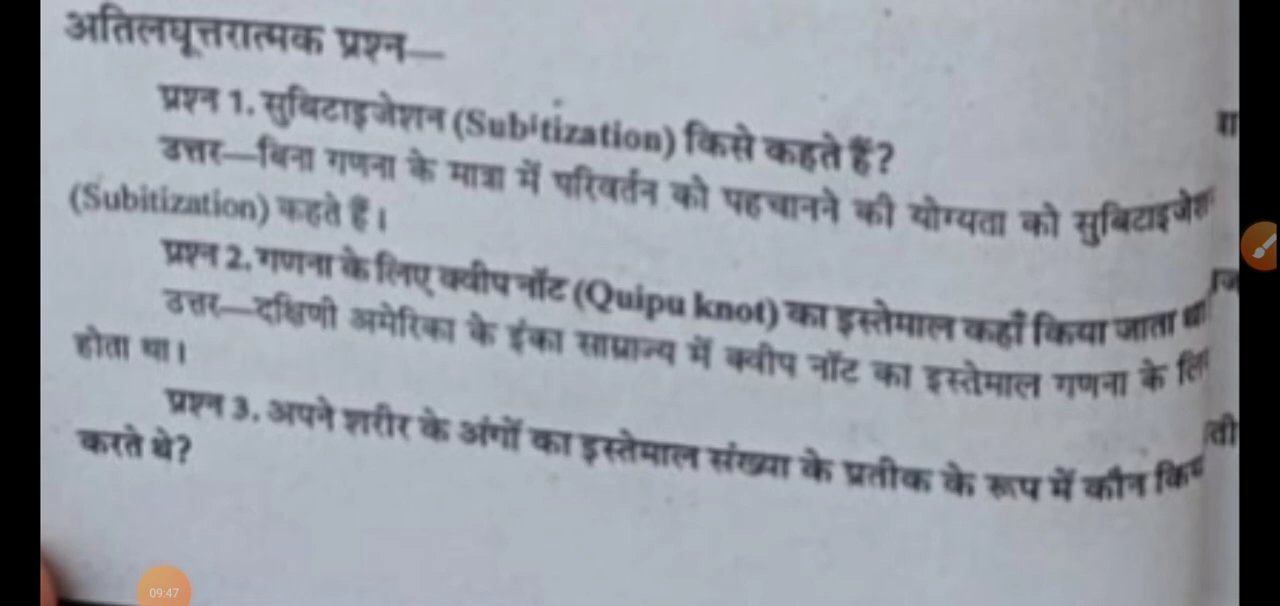 अतिलघूत्तरात्मक प्रश्न—
प्रश्न 1. सुबिटाइजेशन (Subitization) किसे कहते हैं?
उत्तर—बिना गणना के मात्रा में परिवर्तन को पहचानने की योग्यता को सुबिटाइजेश
(Subitization) कहते हैं।
प्रश्न 2. गणना के लिए क्वीप नॉट (Quipu knot) का इस्तेमाल कहाँ किया जाता था
उत्तर—दक्षिणी अमेरिका के इंका साम्राज्य में क्वीप नॉट का इस्तेमाल गणना के लि
होता था।
प्रश्न 3. अपने शरीर के अंगों का इस्तेमाल संख्या के प्रतीक के रूप में कौन किय
करते थे?
09:47